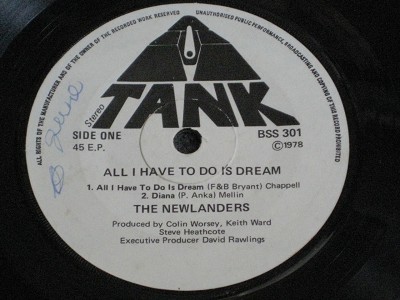 ALL RIGHTS OF THE MANUFACTURER AND OF THE OWNER OF THE RECORDED WORK RESERVED
UNAUTHORISED PUBLIC PERFORMANCE, BROADCASTING AND COPYING OF THIS RECORD PROHIBITED
TANK
Stereo
SIDE ONE
45 E.P.
BSS 301
©1978
ALL I HAVE TO DO IS DREAM
1. All I Have To Do Is Dream (F&B Bryant) Chappell
2. Diana (P. Anka) Mellin
THE NEWLANDERS
Produced by Colin Worsey, Keith Ward
Steve Heathcote
Executive Producer David Rawlings